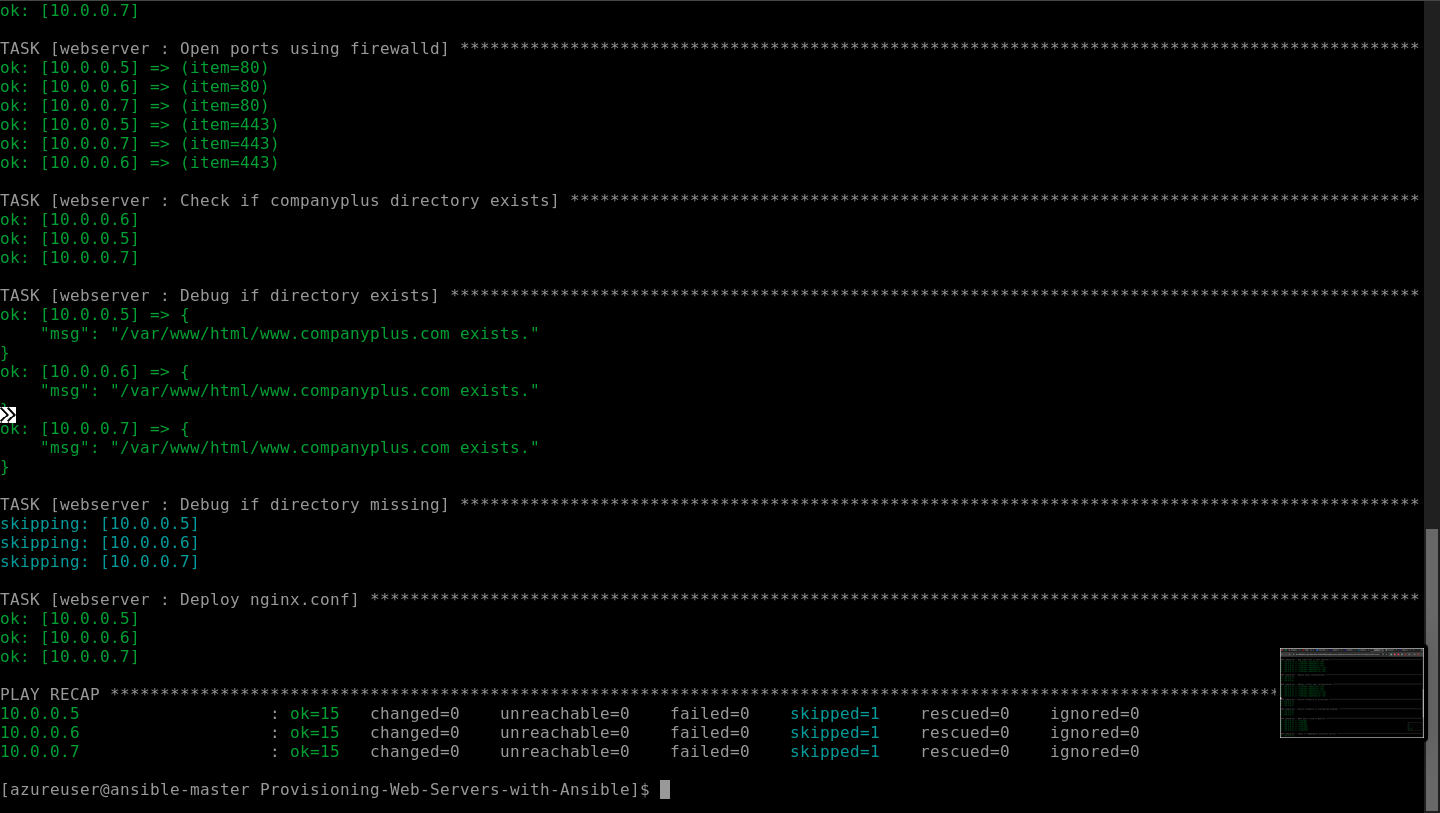 ok: [10.0.0.7]

TASK [webserver : Open ports using firewalld] ************************************************************************************************
ok: [10.0.0.5] => (item=80)
ok: [10.0.0.6] => (item=80)
ok: [10.0.0.7] => (item=80)
ok: [10.0.0.5] => (item=443)
ok: [10.0.0.7] => (item=443)
ok: [10.0.0.6] => (item=443)

TASK [webserver : Check if companyplus directory exists] *************************************************************************************
ok: [10.0.0.6]
ok: [10.0.0.5]
ok: [10.0.0.7]

TASK [webserver : Debug if directory exists] *************************************************************************************************
ok: [10.0.0.5] => {
    "msg": "/var/www/html/www.companyplus.com exists."
}
ok: [10.0.0.6] => {
    "msg": "/var/www/html/www.companyplus.com exists."
}
ok: [10.0.0.7] => {
    "msg": "/var/www/html/www.companyplus.com exists."
}

TASK [webserver : Debug if directory missing] ************************************************************************************************
skipping: [10.0.0.5]
skipping: [10.0.0.6]
skipping: [10.0.0.7]

TASK [webserver : Deploy nginx.conf] *********************************************************************************************************
ok: [10.0.0.5]
ok: [10.0.0.6]
ok: [10.0.0.7]

PLAY RECAP *********************************************************************************************************************
10.0.0.5                   : ok=15   changed=0    unreachable=0    failed=0    skipped=1    rescued=0    ignored=0
10.0.0.6                   : ok=15   changed=0    unreachable=0    failed=0    skipped=1    rescued=0    ignored=0
10.0.0.7                   : ok=15   changed=0    unreachable=0    failed=0    skipped=1    rescued=0    ignored=0

[azureuser@ansible-master Provisioning-Web-Servers-with-Ansible]$